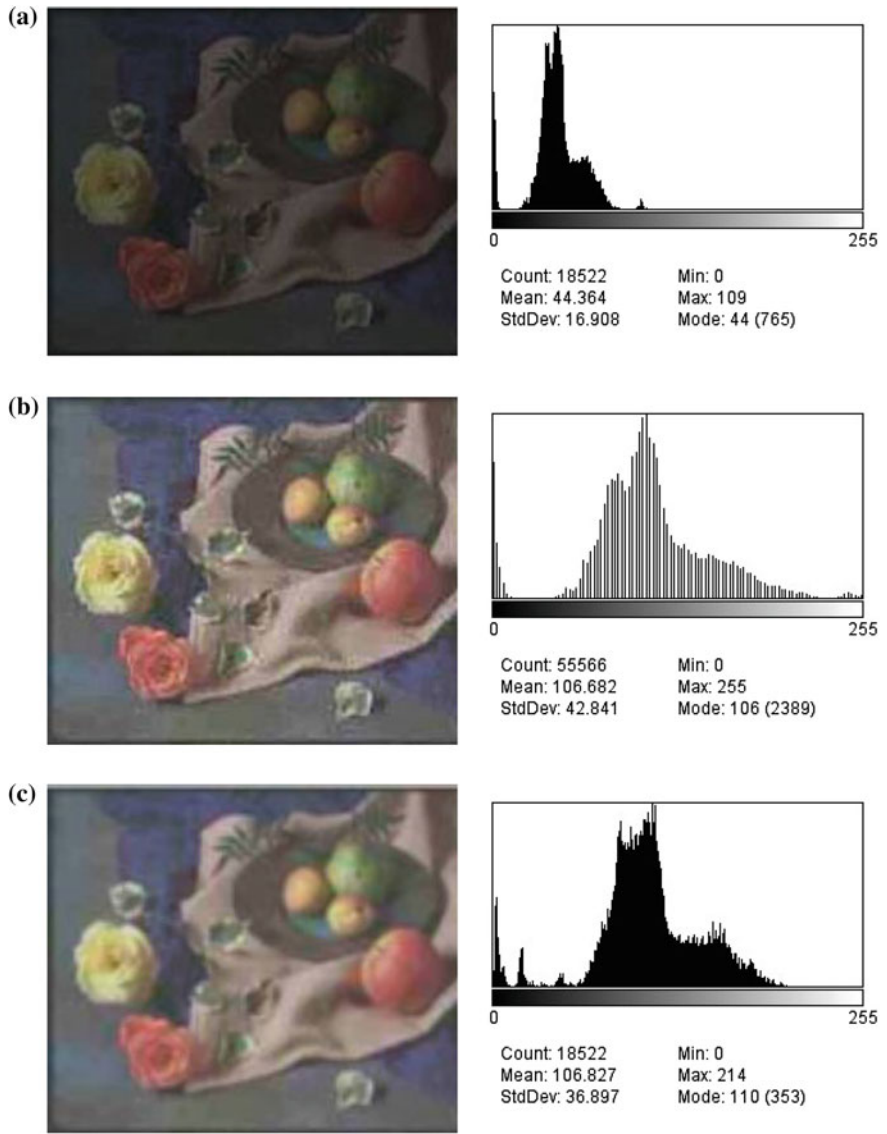 (a)
0 255
Count: 18522 Min: 0
Mean: 44.364 Max: 109
StdDev: 16.908 Mode: 44 (765)
(b)
0 255
Count: 55566 Min: 0
Mean: 106.682 Max: 255
StdDev: 42.841 Mode: 106 (2389)
(c)
0 255
Count: 18522 Min: 0
Mean: 106.827 Max: 214
StdDev: 36.897 Mode: 110 (353)